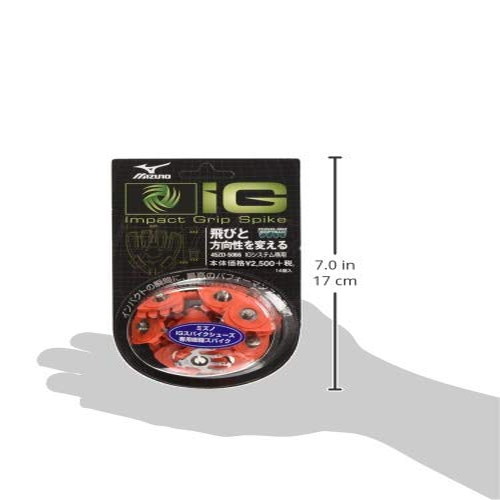 MIZUNO
iG
Impact Grip Spike
飛びと
方向性を変える
45ZD-50 IGシステム専用
本体価格¥2,500+税
14個入
インパクトの瞬間に、最高のパフォーマンス
ミズノ
IGスパイクシューズ
専用鋲スパイク
7.0 in
17 cm